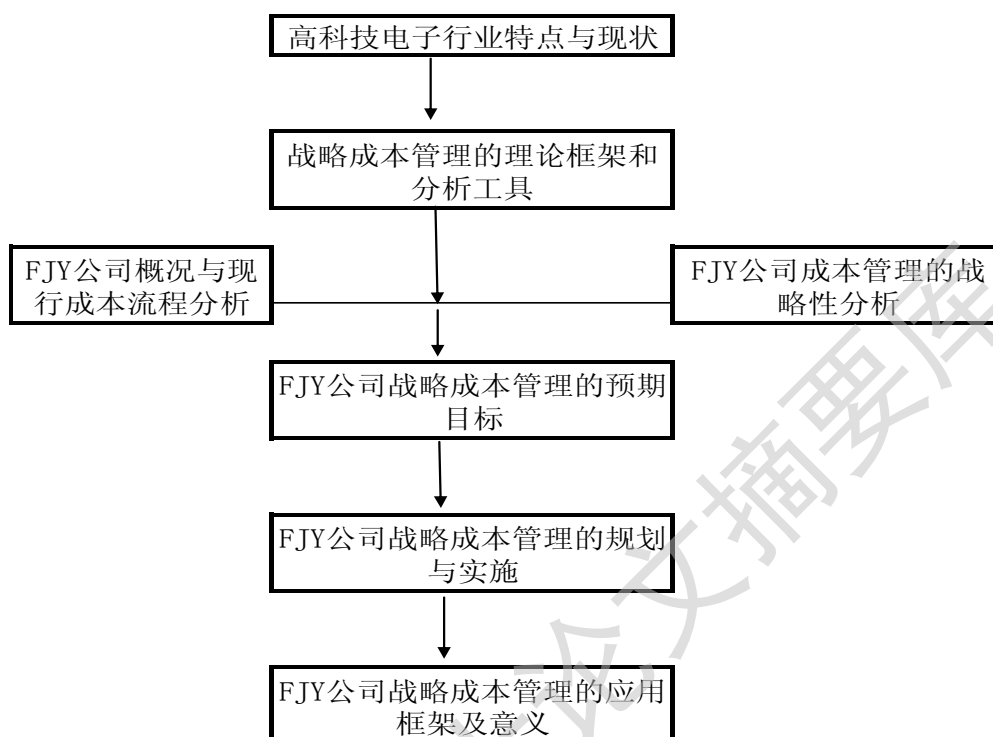 高科技电子行业特点与现状
战略成本管理的理论框架和
分析工具
FJY公司概况与现
行成本流程分析
FJY公司成本管理的战
略性分析
FJY公司战略成本管理的预期
目标
FJY公司战略成本管理的规划
与实施
FJY公司战略成本管理的应用
框架及意义
论文摘要库